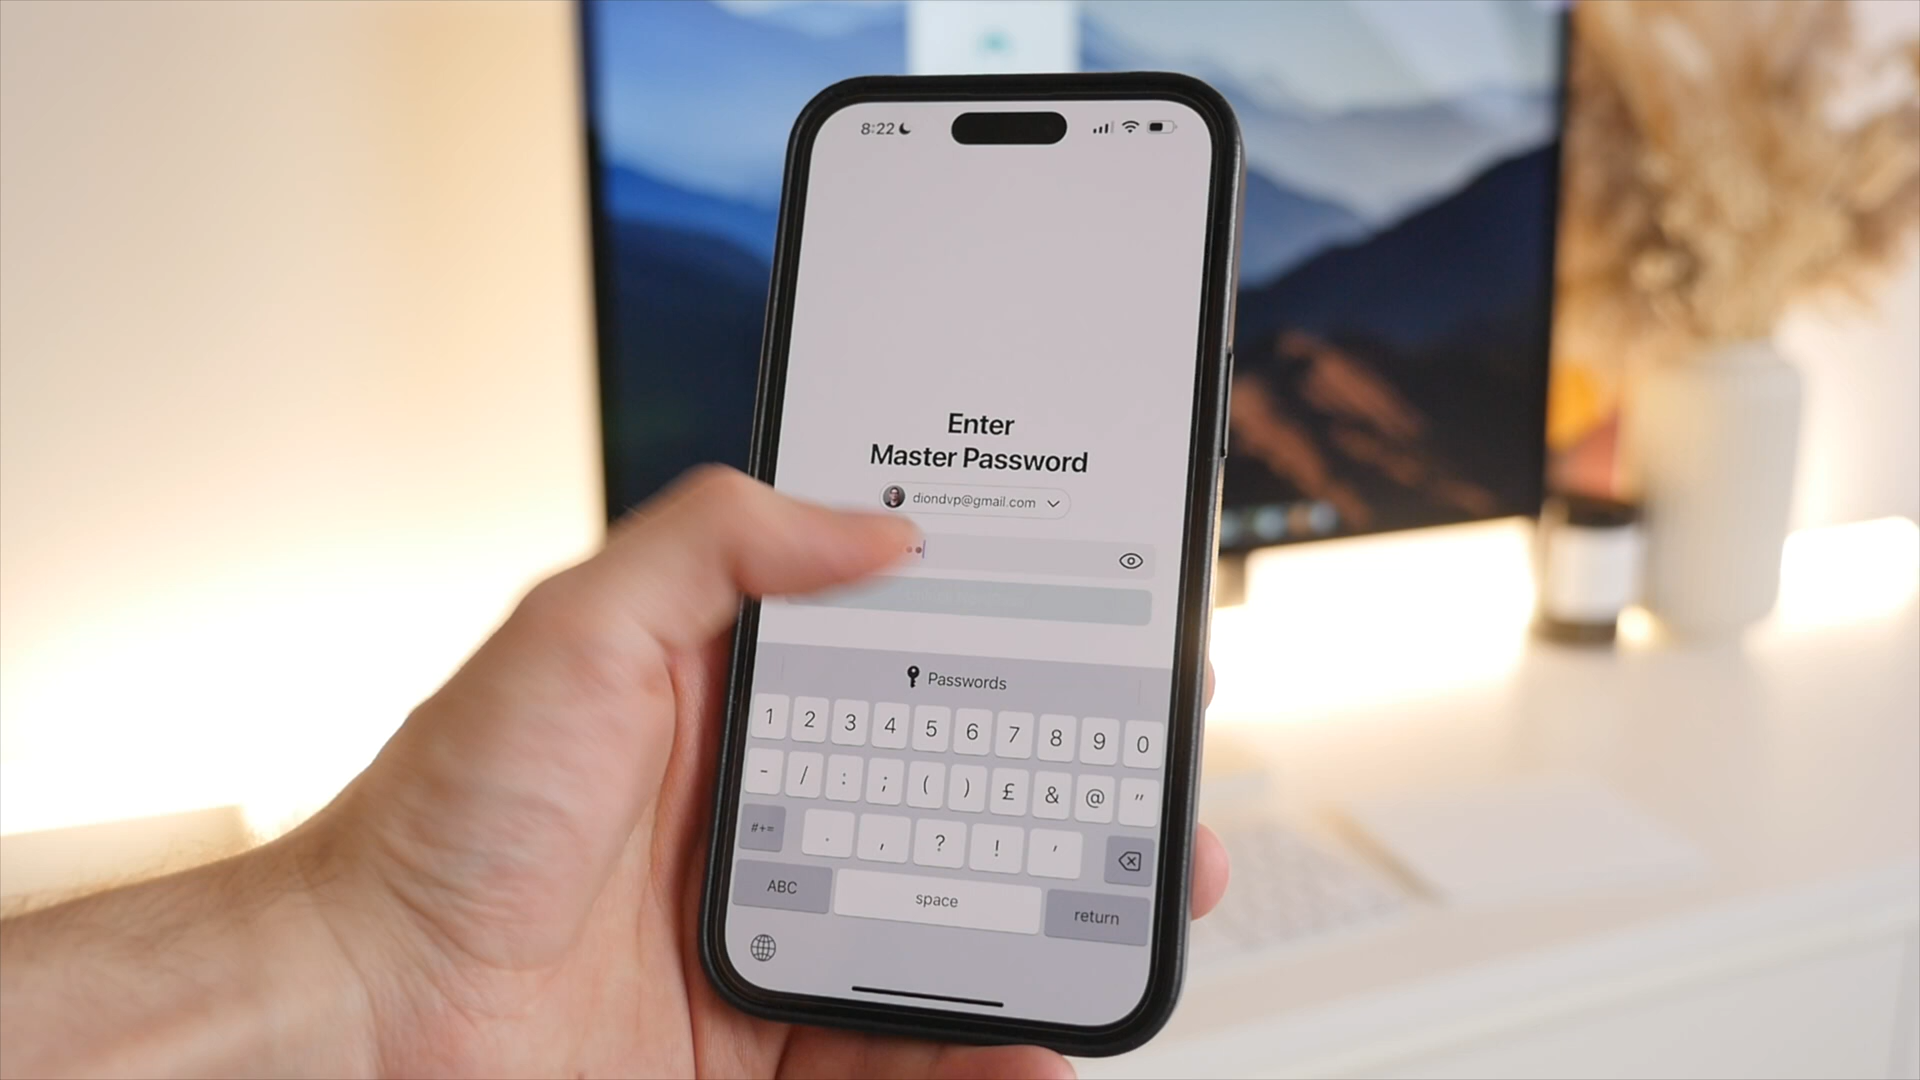 8:22
Enter
Master Password
diondvp@gmail.com
Passwords
1 2 3 4 5 6 7 8 9 0
- / : ; ( ) £ & @ "
#+= . , ? ! '
ABC space return